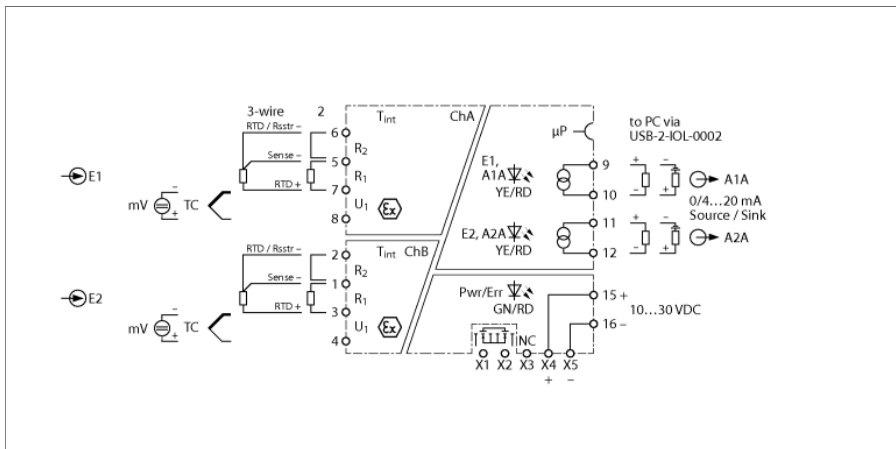 3-wire 2
RTD / Rsstr –
6
Tint
ChA
µP
to PC via
USB-2-IOL-0002
R2
Sense –
5
R1
RTD +
7
U1
8
Ex
E1
mV
–
+
TC
E1,
A1A
YE/RD
9
10
+
–
–
+
A1A
0/4...20 mA
Source / Sink
E2, A2A
YE/RD
11
12
+
–
–
+
A2A
RTD / Rsstr –
2
Tint
ChB
R2
Sense –
1
R1
RTD +
3
U1
4
Ex
E2
mV
–
+
TC
Pwr/Err
GN/RD
15 +
16 –
10...30 VDC
NC
X1 X2 X3 X4 X5
+ –